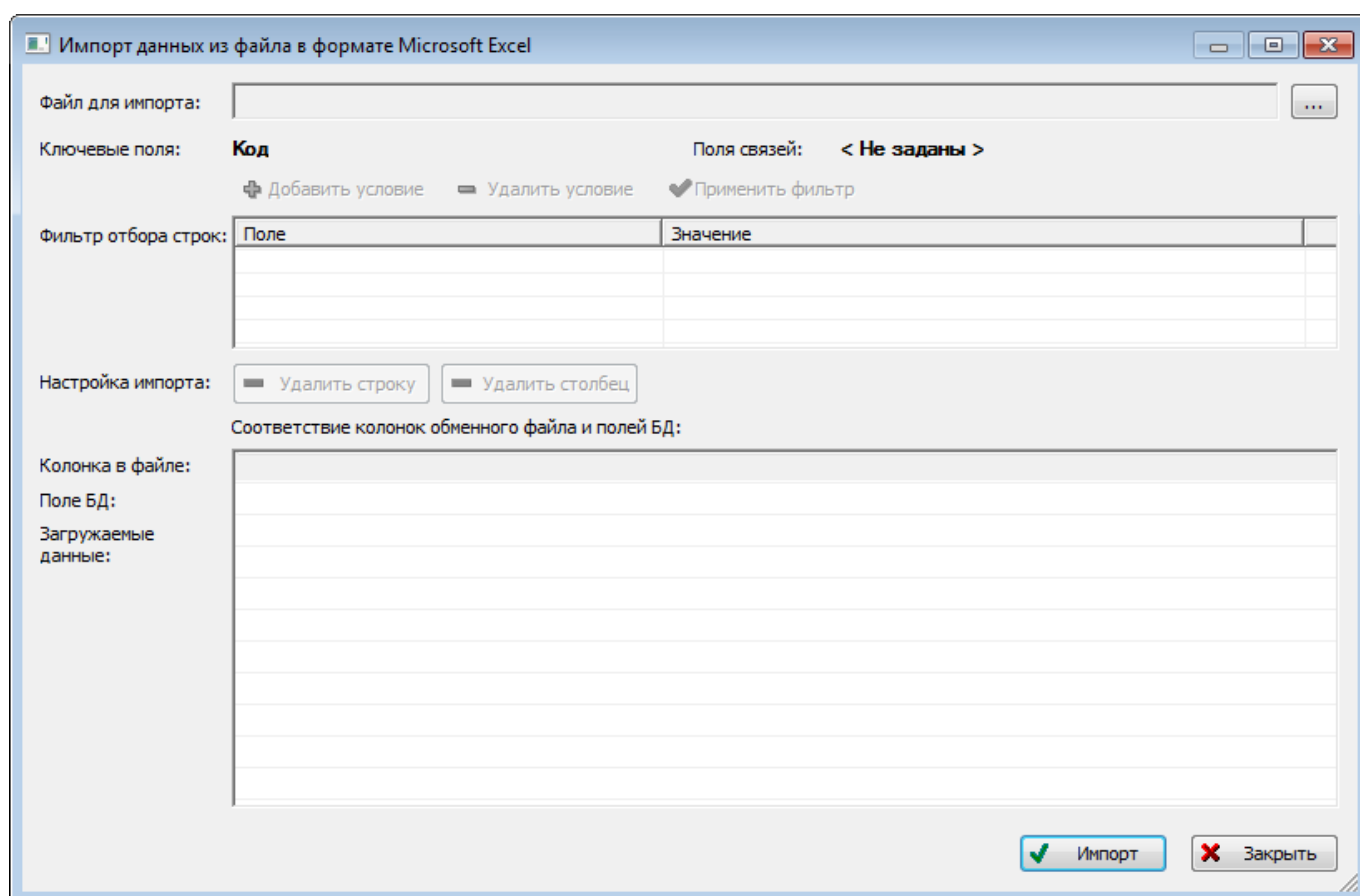 Импорт данных из файла в формате Microsoft Excel
Файл для импорта: ...
Ключевые поля: Код Поля связей: < Не заданы >
Добавить условие Удалить условие Применить фильтр
Фильтр отбора строк: Поле Значение
Настройка импорта: Удалить строку Удалить столбец
Соответствие колонок обменного файла и полей БД:
Колонка в файле:
Поле БД:
Загружаемые
данные:
Импорт Закрыть